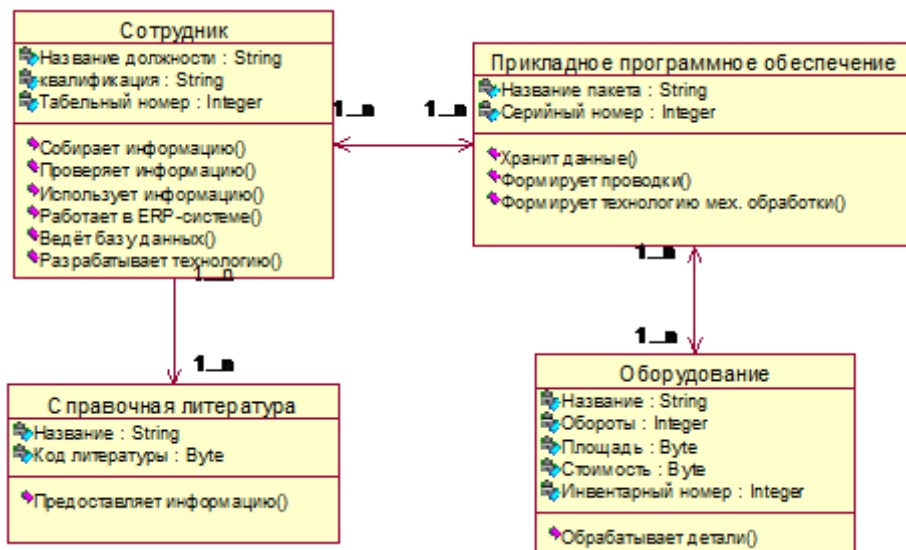 Сотрудник
Название должности : String
квалификация : String
Табельный номер : Integer
Собирает информацию()
Проверяет информацию()
Использует информацию()
Работает в ERP-системе()
Ведёт базу данных()
Разрабатывает технологию()
1...n
1...n
Прикладное программное обеспечение
Название пакета : String
Серийный номер : Integer
Хранит данные()
Формирует проводки()
Формирует технологию мех. обработки()
1...n
1...n
1...n
1...n
Справочная литература
Название : String
Код литературы : Byte
Предоставляет информацию()
Оборудование
Название : String
Обороты : Integer
Площадь : Byte
Стоимость : Byte
Инвентарный номер : Integer
Обрабатывает детали()